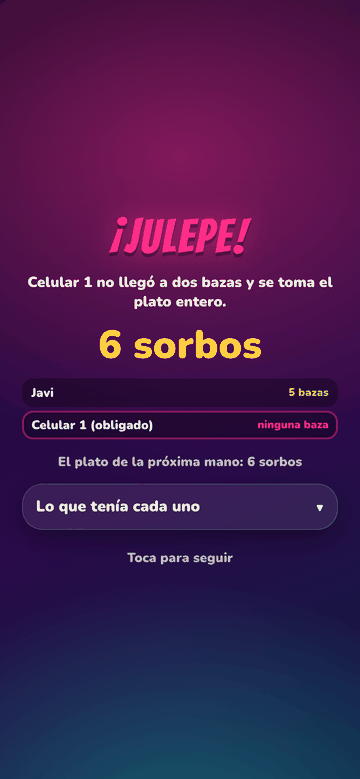 ¡JULEPE!
Celular 1 no llegó a dos bazas y se toma el
plato entero.
6 sorbos
Javi 5 bazas
Celular 1 (obligado) ninguna baza
El plato de la próxima mano: 6 sorbos
Lo que tenía cada uno ▼
Toca para seguir